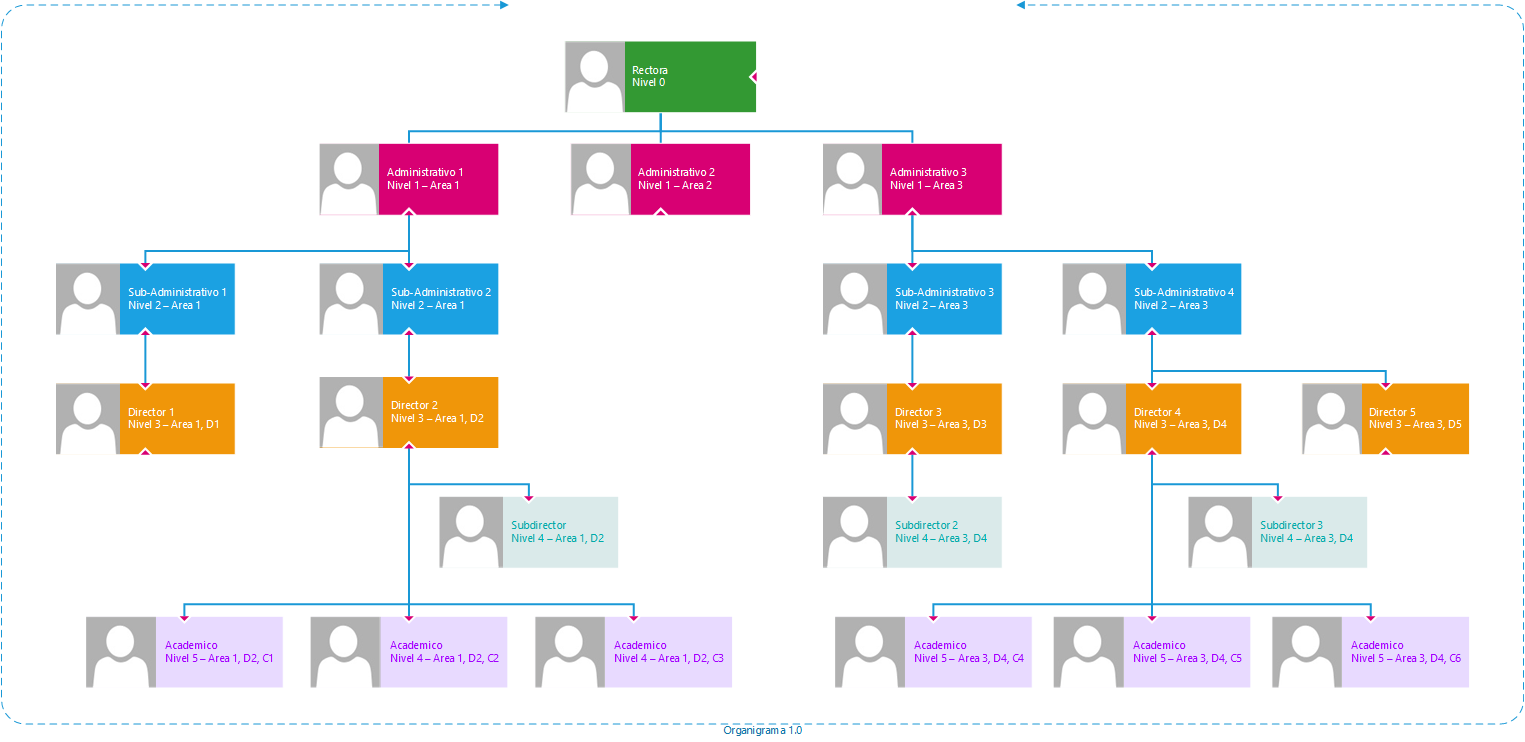 Rectora
Nivel 0
Administrativo 1
Nivel 1 – Area 1
Administrativo 2
Nivel 1 – Area 2
Administrativo 3
Nivel 1 – Area 3
Sub-Administrativo 1
Nivel 2 – Area 1
Sub-Administrativo 2
Nivel 2 – Area 1
Sub-Administrativo 3
Nivel 2 – Area 3
Sub-Administrativo 4
Nivel 2 – Area 3
Director 1
Nivel 3 – Area 1, D1
Director 2
Nivel 3 – Area 1, D2
Director 3
Nivel 3 – Area 3, D3
Director 4
Nivel 3 – Area 3, D4
Director 5
Nivel 3 – Area 3, D5
Subdirector
Nivel 4 – Area 1, D2
Subdirector 2
Nivel 4 – Area 3, D4
Subdirector 3
Nivel 4 – Area 3, D4
Academico
Nivel 5 – Area 1, D2, C1
Academico
Nivel 4 – Area 1, D2, C2
Academico
Nivel 4 – Area 1, D2, C3
Academico
Nivel 5 – Area 3, D4, C4
Academico
Nivel 5 – Area 3, D4, C5
Academico
Nivel 5 – Area 3, D4, C6
Organigrama 1.0